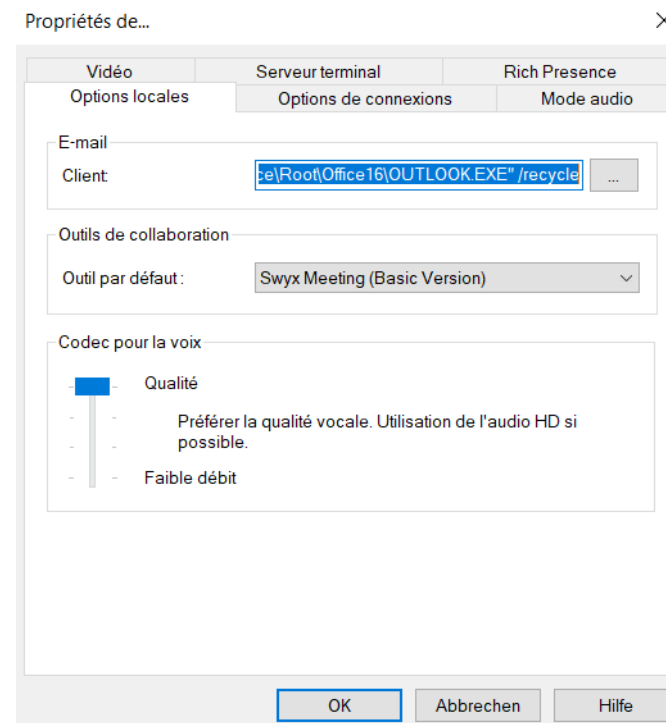 Propriétés de...
Vidéo
Serveur terminal
Rich Presence
Options locales
Options de connexions
Mode audio
E-mail
Client:
ce\Root\Office16\OUTLOOK.EXE" /recycle
...
Outils de collaboration
Outil par défaut :
Swyx Meeting (Basic Version)
Codec pour la voix
Qualité
Préférer la qualité vocale. Utilisation de l'audio HD si
possible.
Faible débit
OK
Abbrechen
Hilfe